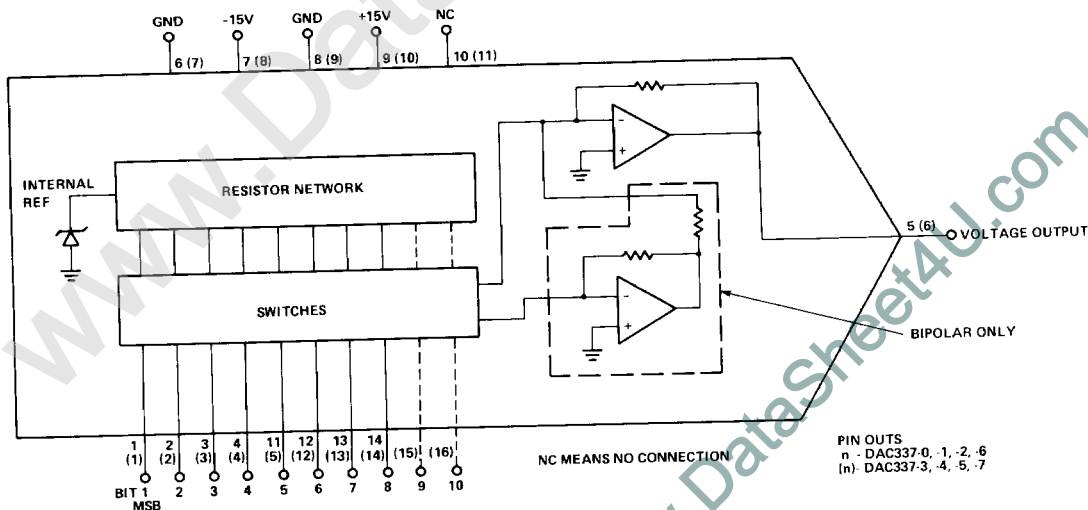 GND -15V GND +15V NC
6 (7) 7 (8) 8 (9) 9 (10) 10 (11)
INTERNAL
REF
RESISTOR NETWORK
SWITCHES
-
+
-
+
5 (6) VOLTAGE OUTPUT
BIPOLAR ONLY
1 2 3 4 11 12 13 14
(1) (2) (3) (4) (5) (12) (13) (14) (15) (16)
BIT 1 2 3 4 5 6 7 8 9 10
MSB
NC MEANS NO CONNECTION
PIN OUTS
n - DAC337-0, -1, -2, -6
(n)- DAC337-3, -4, -5, -7
www.DataSheet4U.com